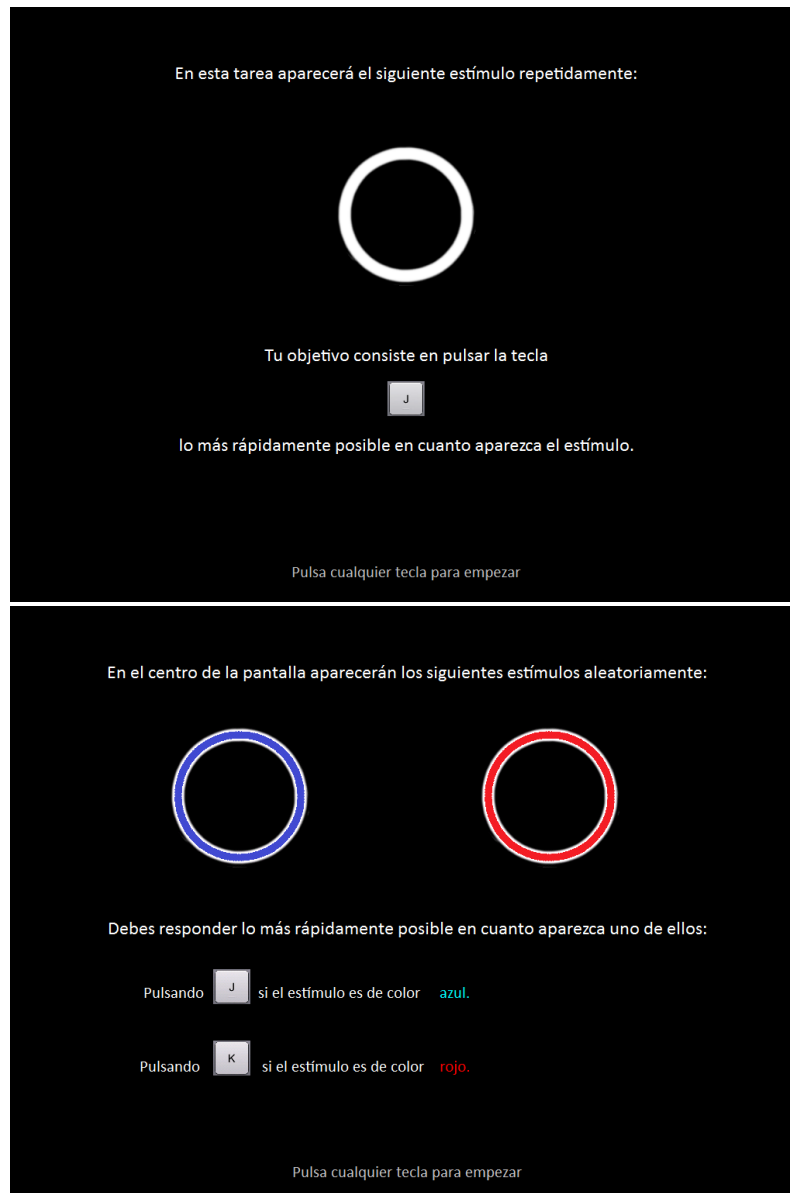 En esta tarea aparecerá el siguiente estímulo repetidamente:
Tu objetivo consiste en pulsar la tecla
J
lo más rápidamente posible en cuanto aparezca el estímulo.
Pulsa cualquier tecla para empezar
En el centro de la pantalla aparecerán los siguientes estímulos aleatoriamente:
Debes responder lo más rápidamente posible en cuanto aparezca uno de ellos:
Pulsando J si el estímulo es de color azul.
Pulsando K si el estímulo es de color rojo.
Pulsa cualquier tecla para empezar